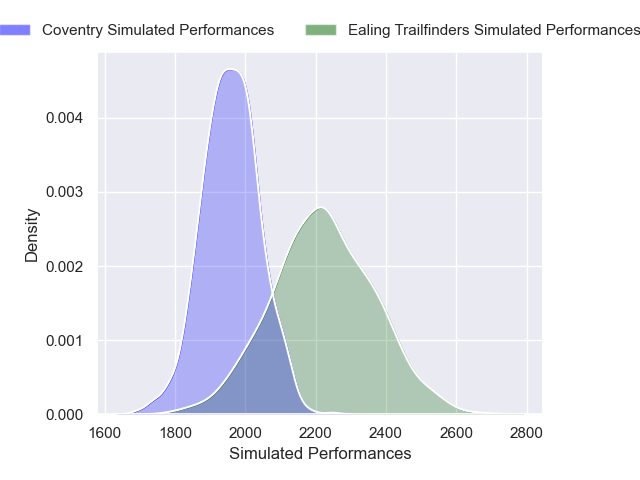 Coventry Simulated Performances
Ealing Trailfinders Simulated Performances
Density
0.004
0.003
0.002
0.001
0.000
1600 1800 2000 2200 2400 2600 2800
Simulated Performances